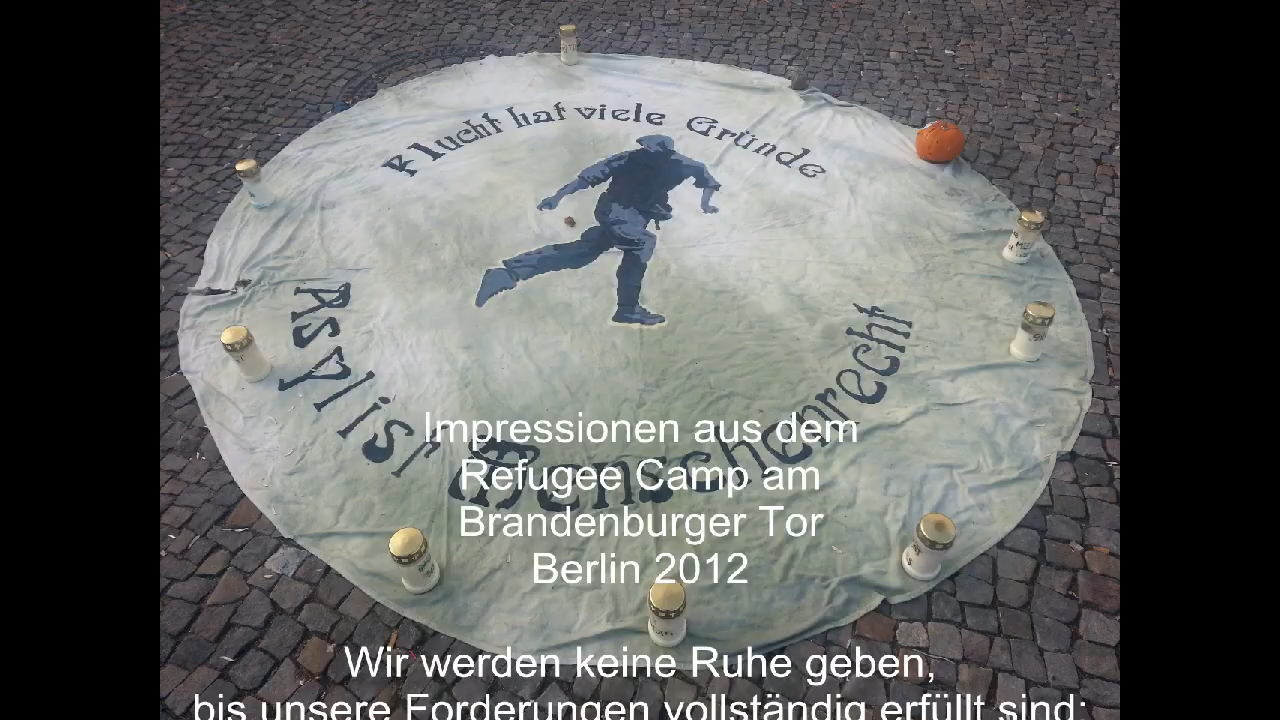 Flucht hat viele Gründe
Asyl ist Menschenrecht
Impressionen aus dem
Refugee Camp am
Brandenburger Tor
Berlin 2012
Wir werden keine Ruhe geben,
bis unsere Forderungen vollständig erfüllt sind: